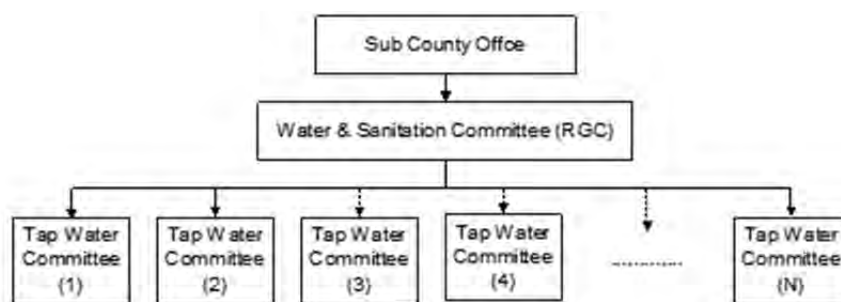 Sub County Offce
Water & Sanitation Committee (RGC)
Tap Water
Committee
(1)
Tap Water
Committee
(2)
Tap Water
Committee
(3)
Tap Water
Committee
(4)
....................
Tap Water
Committee
(N)